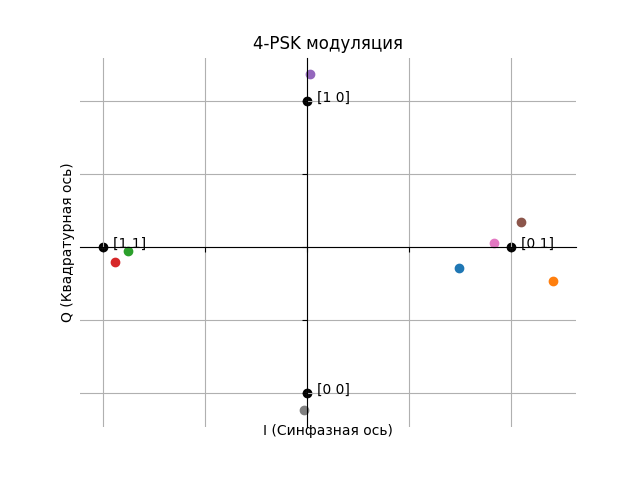 4-PSK модуляция
[1 0]
Q (Квадратурная ось)
[1 1]
[0 1]
[0 0]
I (Синфазная ось)